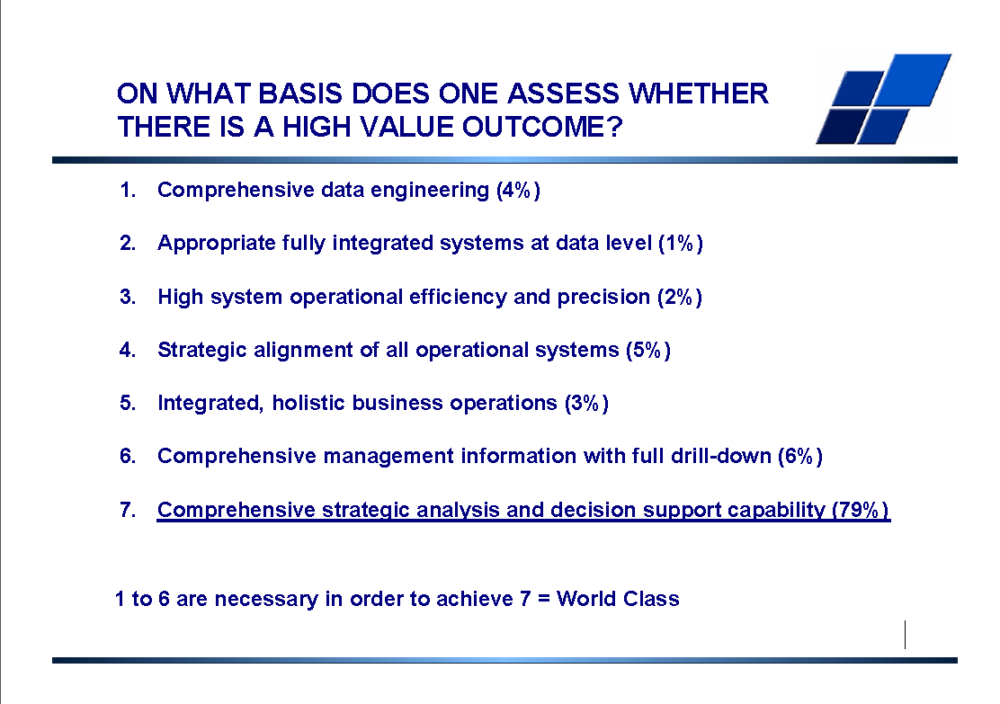 ON WHAT BASIS DOES ONE ASSESS WHETHER
THERE IS A HIGH VALUE OUTCOME?
1. Comprehensive data engineering (4%)
2. Appropriate fully integrated systems at data level (1%)
3. High system operational efficiency and precision (2%)
4. Strategic alignment of all operational systems (5%)
5. Integrated, holistic business operations (3%)
6. Comprehensive management information with full drill-down (6%)
7. Comprehensive strategic analysis and decision support capability (79%)
1 to 6 are necessary in order to achieve 7 = World Class